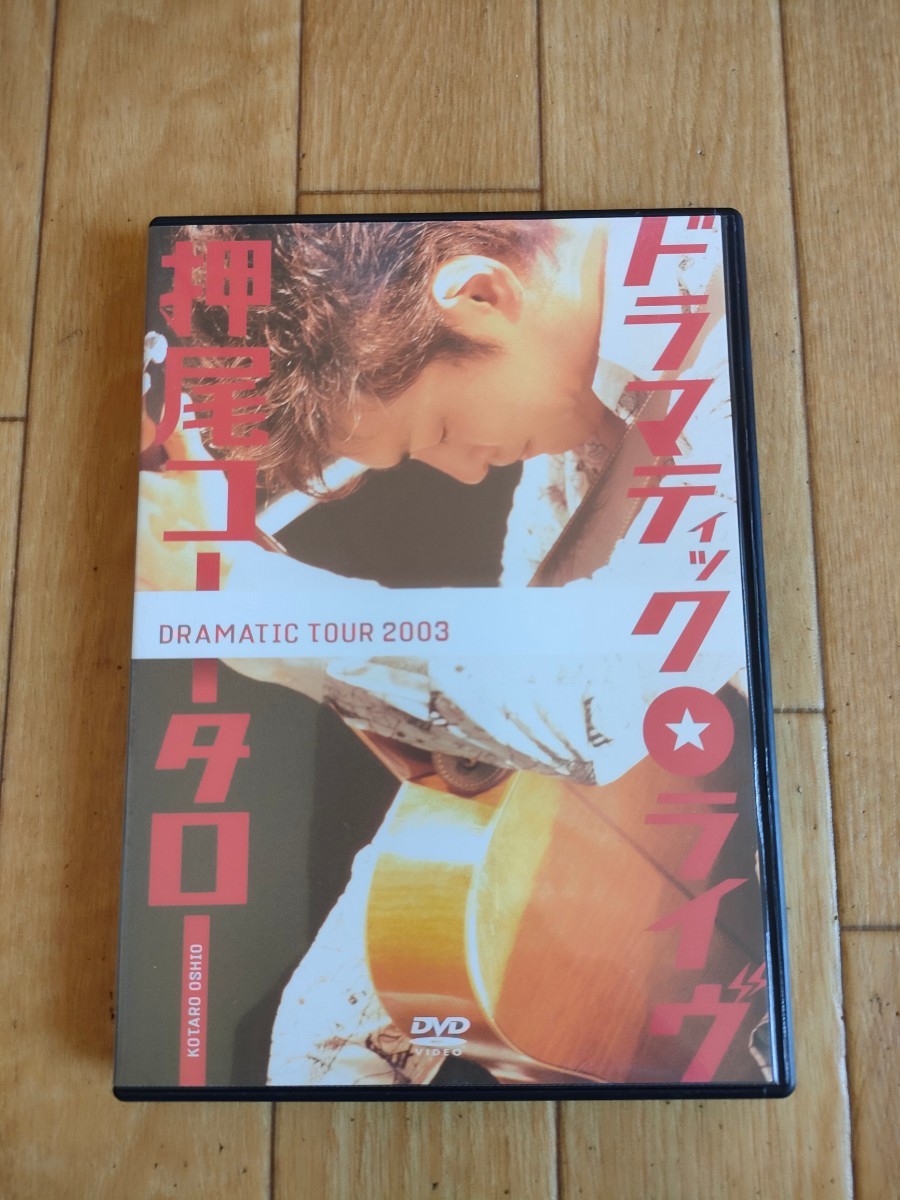 押尾コータロー
KOTARO OSHIO
DRAMATIC TOUR 2003
ドラマティック★ライヴ
DVD
VIDEO